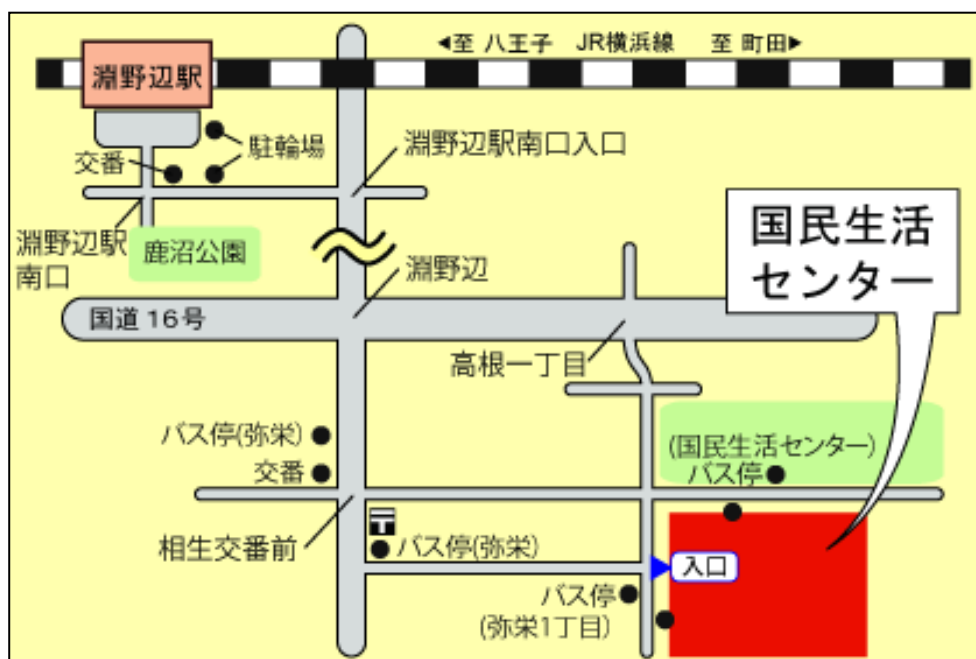 ◀至 八王子 JR横浜線 至 町田▶
淵野辺駅
駐輪場
交番
淵野辺駅南口入口
淵野辺駅
南口
鹿沼公園
国民生活
センター
淵野辺
国道16号
高根一丁目
バス停(弥栄)
交番
(国民生活センター)
バス停
相生交番前
〒
バス停(弥栄)
入口
バス停
(弥栄1丁目)